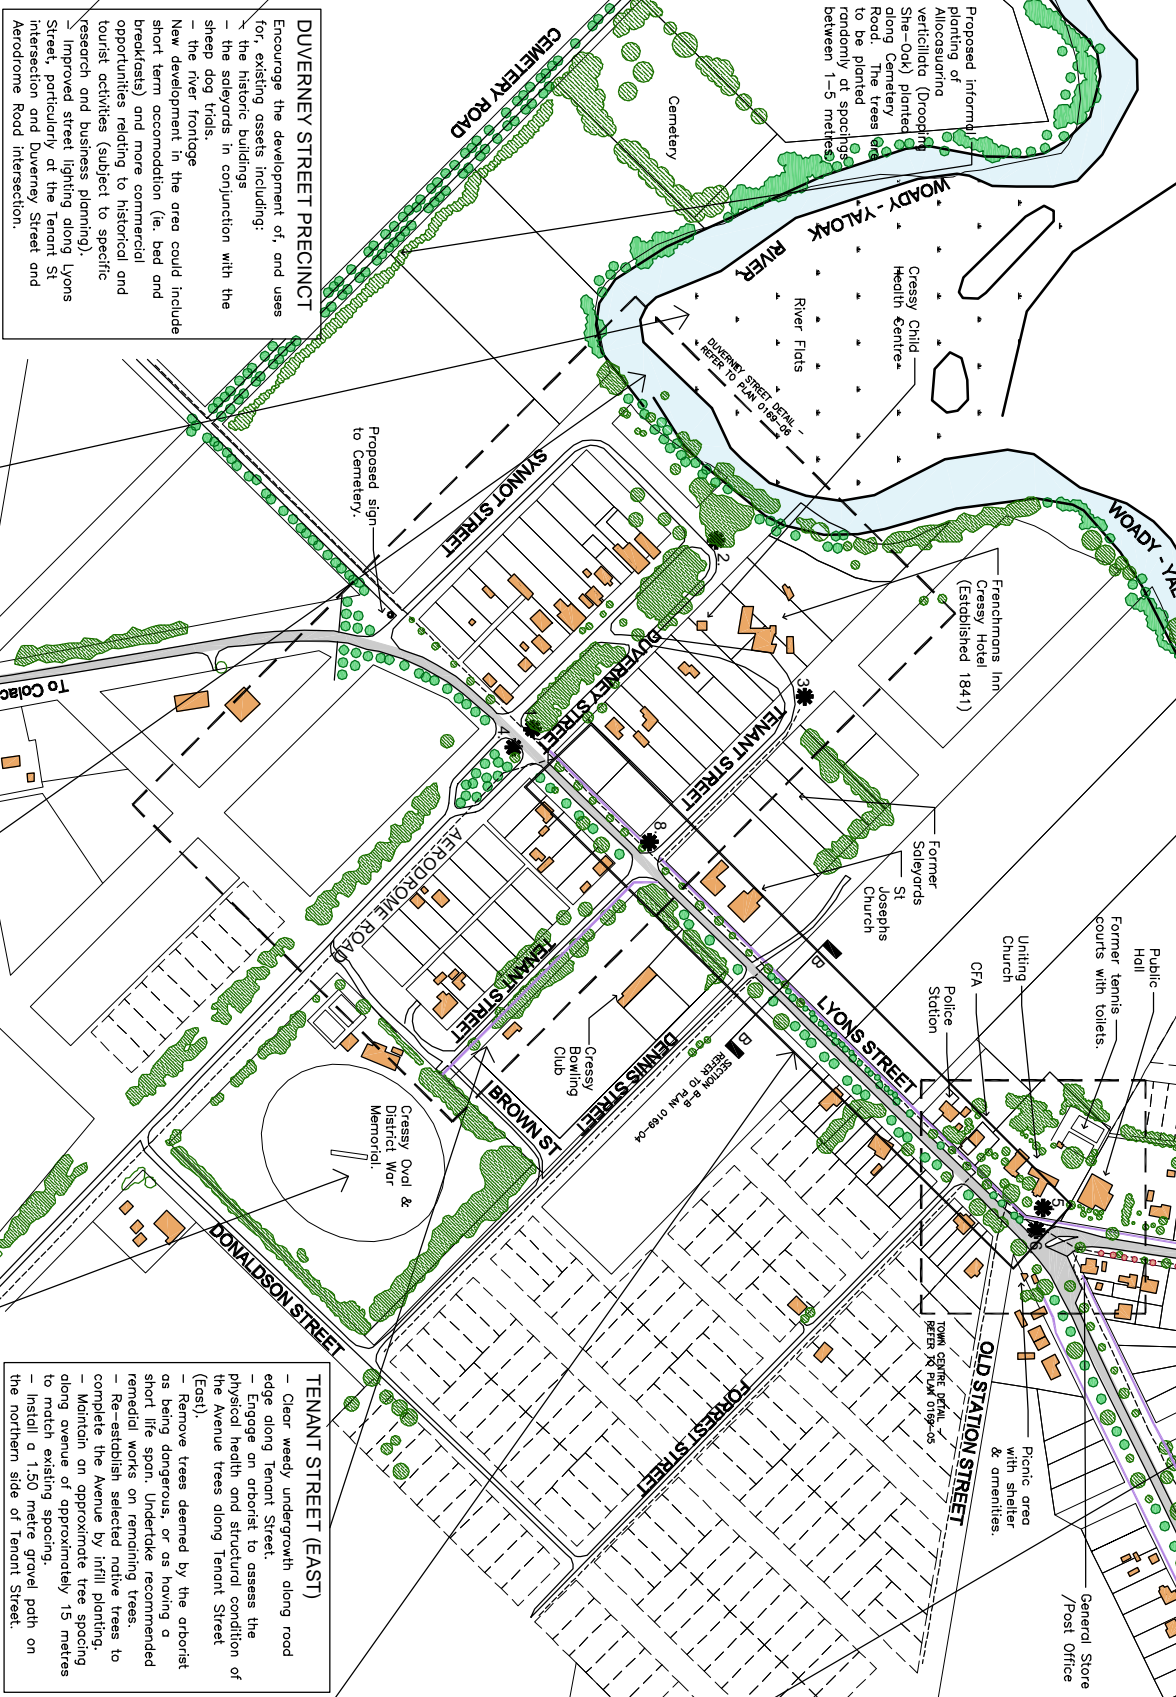 Proposed informal
planting of
Allocasuarina
verticillata (Drooping
She-Oak) planted
along Cemetery
Road. The trees are
to be planted
randomly at spacings
between 1-5 metres
Cemetery
CEMETERY ROAD
WOADY - YALOAK
RIVER
River Flats
Cressy Child
Health Centre
DUVERNEY STREET DETAIL -
REFER TO PLAN 0169-06
WOADY - YAL
DUVERNEY STREET PRECINCT
Encourage the development of, and uses
for, existing assets including:
- the historic buildings
- the saleyards in conjunction with the
sheep dog trials.
- the river frontage
New development in the area could include
short term accomodation (ie. bed and
breakfasts) and more commercial
opportunities relating to historical and
tourist activities (subject to specific
research and business planning).
- Improved street lighting along Lyons
Street, particularly at the Tenant St
intersection and Duverney Street and
Aerodrome Road intersection.
Proposed sign
to Cemetery.
SYNNOT STREET
2
Frenchmans Inn
Cressy Hotel
(Established 1841)
DUVERNEY STREET
3
TENANT STREET
To Colac
7
4
8
Former
Saleyards
St
Josephs
Church
AERODROME ROAD
TENANT STREET
B
LYONS STREET
B
SECTION B-B
REFER TO PLAN 0169-04
Cressy
Bowling
Club
DENNIS STREET
BROWN ST
Cressy Oval &
District War
Memorial.
DONALDSON STREET
Public
Hall
Former tennis
courts with toilets.
Uniting
Church
CFA
Police
Station
5
6
TOWN CENTRE DETAIL -
REFER TO PLAN 0169-05
OLD STATION STREET
FORREST STREET
Picnic area
with shelter
& amenities.
General Store
/Post Office
TENANT STREET (EAST)
- Clear weedy undergrowth along road
edge along Tenant Street.
- Engage an arborist to assess the
physical health and structural condition of
the Avenue trees along Tenant Street
(East).
- Remove trees deemed by the arborist
as being dangerous, or as having a
short life span. Undertake recommended
remedial works on remaining trees.
- Re-establish selected native trees to
complete the Avenue by infill planting.
- Maintain an approximate tree spacing
along avenue of approximately 15 metres
to match existing spacing.
- Install a 1.50 metre gravel path on
the northern side of Tenant Street.